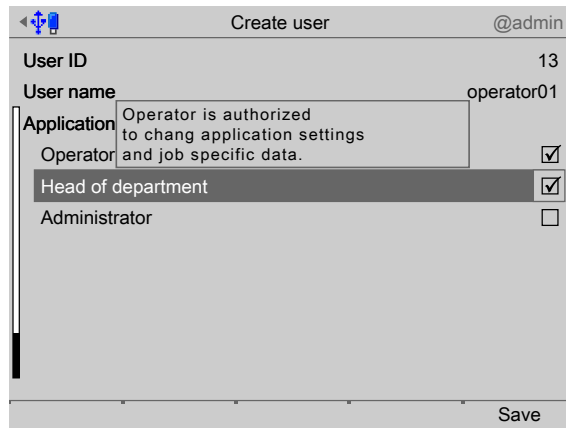 Create user
@admin
User ID 13
User name operator01
Application
Operator is authorized
to chang application settings
and job specific data.
Operator
Head of department
Administrator
Save